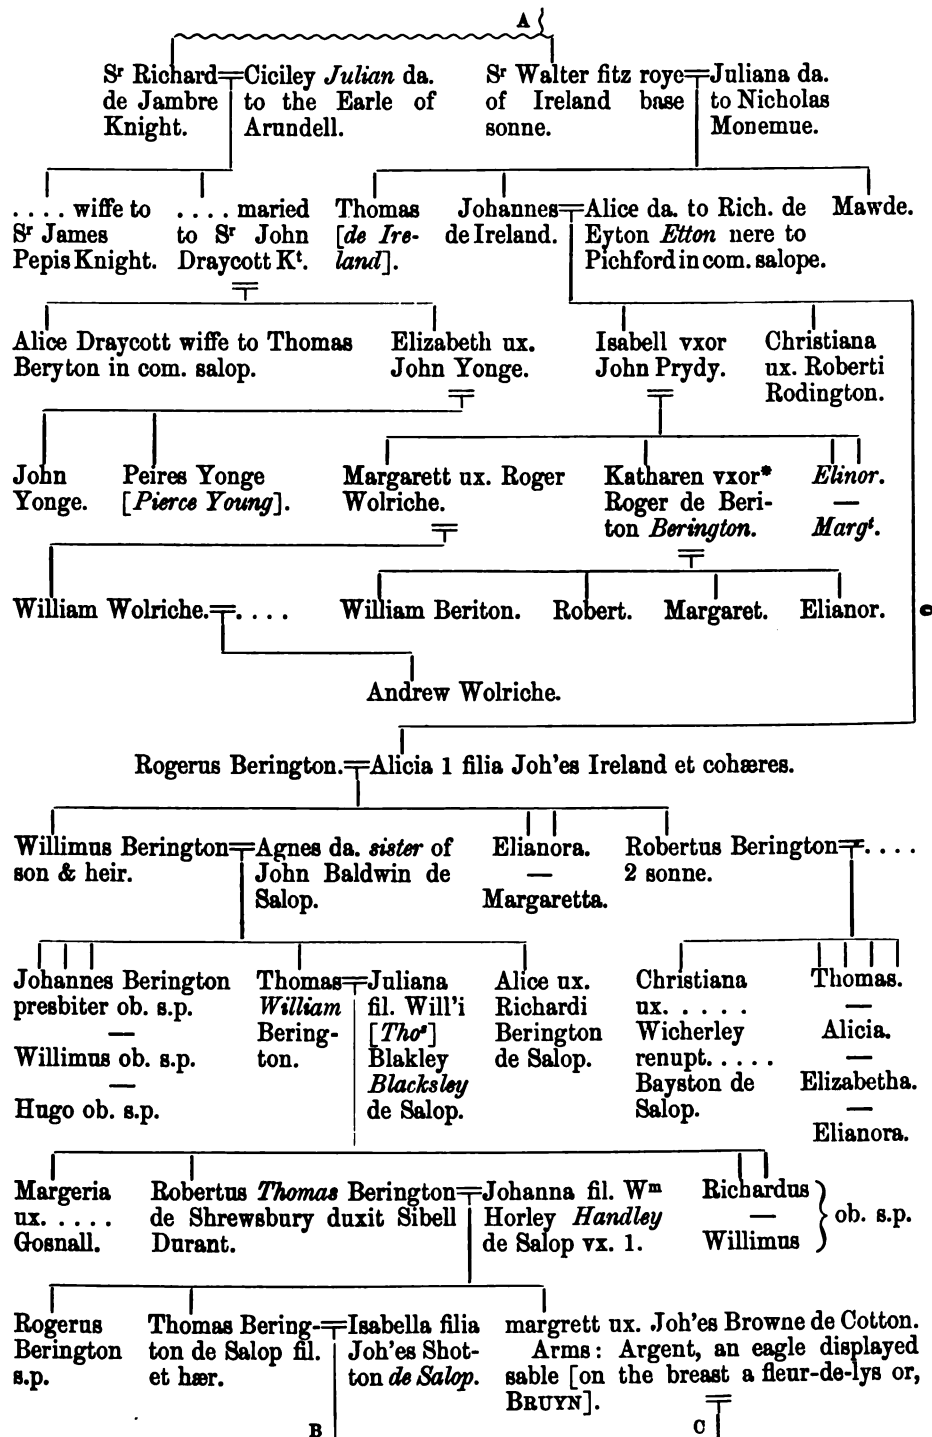 A
Sʳ Richard
de Jambre
Knight.
Ciciley Julian da.
to the Earle of
Arundell.
Sʳ Walter fitz roye
of Ireland base
sonne.
Juliana da.
to Nicholas
Monemue.
. . . . wiffe to
Sʳ James
Pepis Knight.
. . . . maried
to Sʳ John
Draycott Kᵗ.
Thomas
[de Ire-
land].
Johannes
de Ireland.
Alice da. to Rich. de
Eyton Etton nere to
Pichford in com. salope.
Mawde.
Alice Draycott wiffe to Thomas
Beryton in com. salop.
Elizabeth ux.
John Yonge.
Isabell vxor
John Prydy.
Christiana
ux. Roberti
Rodington.
John
Yonge.
Peires Yonge
[Pierce Young].
Margarett ux. Roger
Wolriche.
Katharen vxor*
Roger de Beri-
ton Berington.
Elinor.
—
Margᵗ.
William Wolriche. . . . .
William Beriton.
Robert.
Margaret.
Elianor.
Andrew Wolriche.
Rogerus Berington.
Alicia 1 filia Joh'es Ireland et cohæres.
Willimus Berington
son & heir.
Agnes da. sister of
John Baldwin de
Salop.
Elianora.
—
Margaretta.
Robertus Berington . . . .
2 sonne.
Johannes Berington
presbiter ob. s.p.
—
Willimus ob. s.p.
—
Hugo ob. s.p.
Thomas
William
Bering-
ton.
Juliana
fil. Will'i
[Thoˢ]
Blakley
Blacksley
de Salop.
Alice ux.
Richardi
Berington
de Salop.
Christiana
ux. . . . . .
Wicherley
renupt. . . . .
Bayston de
Salop.
Thomas.
—
Alicia.
—
Elizabetha.
—
Elianora.
Margeria
ux. . . . . .
Gosnall.
Robertus Thomas Berington
de Shrewsbury duxit Sibell
Durant.
Johanna fil. Wᵐ
Horley Handley
de Salop vx. 1.
Richardus
—
Willimus
} ob. s.p.
Rogerus
Berington
s.p.
Thomas Bering-
ton de Salop fil.
et hær.
Isabella filia
Joh'es Shot-
ton de Salop.
margrett ux. Joh'es Browne de Cotton.
Arms: Argent, an eagle displayed
sable [on the breast a fleur-de-lys or,
BRUYN].
B
C